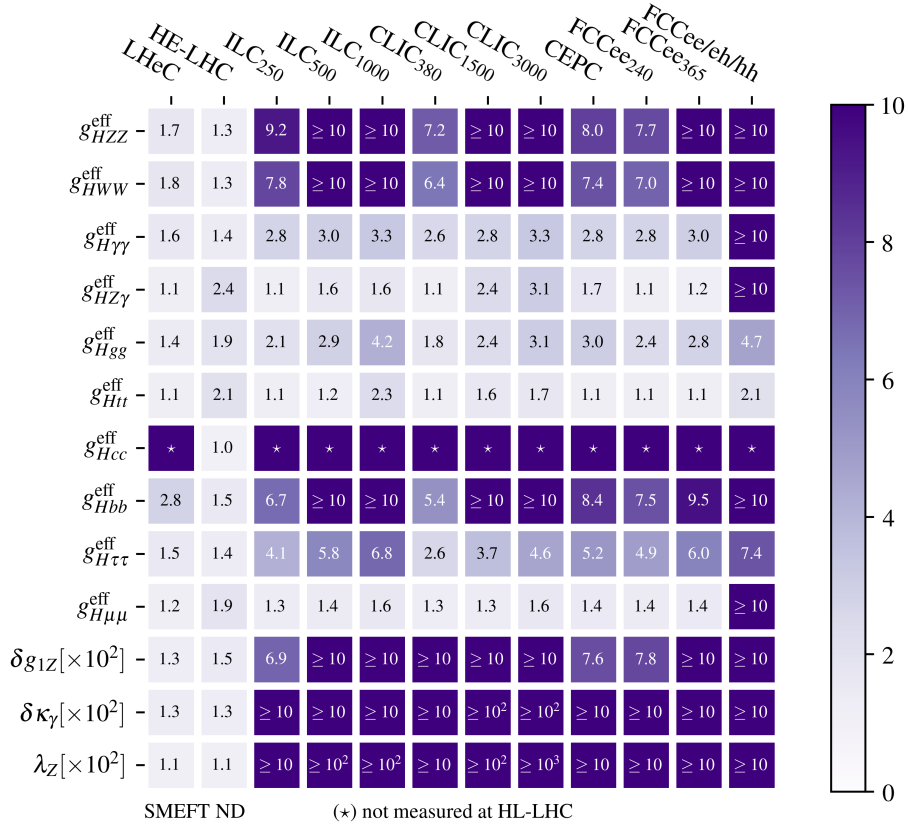 LHeC HE-LHC ILC₂₅₀ ILC₅₀₀ ILC₁₀₀₀ CLIC₃₈₀ CLIC₁₅₀₀ CLIC₃₀₀₀ CEPC FCCee₂₄₀ FCCee₃₆₅ FCCee/eh/hh
g^eff_HZZ 1.7 1.3 9.2 ≥ 10 ≥ 10 7.2 ≥ 10 ≥ 10 8.0 7.7 ≥ 10 ≥ 10
g^eff_HWW 1.8 1.3 7.8 ≥ 10 ≥ 10 6.4 ≥ 10 ≥ 10 7.4 7.0 ≥ 10 ≥ 10
g^eff_Hγγ 1.6 1.4 2.8 3.0 3.3 2.6 2.8 3.3 2.8 2.8 3.0 ≥ 10
g^eff_HZγ 1.1 2.4 1.1 1.6 1.6 1.1 2.4 3.1 1.7 1.1 1.2 ≥ 10
g^eff_Hgg 1.4 1.9 2.1 2.9 4.2 1.8 2.4 3.1 3.0 2.4 2.8 4.7
g^eff_Htt 1.1 2.1 1.1 1.2 2.3 1.1 1.6 1.7 1.1 1.1 1.1 2.1
g^eff_Hcc ⋆ 1.0 ⋆ ⋆ ⋆ ⋆ ⋆ ⋆ ⋆ ⋆ ⋆ ⋆
g^eff_Hbb 2.8 1.5 6.7 ≥ 10 ≥ 10 5.4 ≥ 10 ≥ 10 8.4 7.5 9.5 ≥ 10
g^eff_Hττ 1.5 1.4 4.1 5.8 6.8 2.6 3.7 4.6 5.2 4.9 6.0 7.4
g^eff_Hμμ 1.2 1.9 1.3 1.4 1.6 1.3 1.3 1.6 1.4 1.4 1.4 ≥ 10
δg₁Z[×10²] 1.3 1.5 6.9 ≥ 10 ≥ 10 ≥ 10 ≥ 10 ≥ 10 7.6 7.8 ≥ 10 ≥ 10
δκγ[×10²] 1.3 1.3 ≥ 10 ≥ 10 ≥ 10 ≥ 10 ≥ 10² ≥ 10² ≥ 10 ≥ 10 ≥ 10 ≥ 10
λZ[×10²] 1.1 1.1 ≥ 10 ≥ 10² ≥ 10² ≥ 10 ≥ 10² ≥ 10³ ≥ 10 ≥ 10 ≥ 10 ≥ 10
SMEFT ND (⋆) not measured at HL-LHC
10
8
6
4
2
0